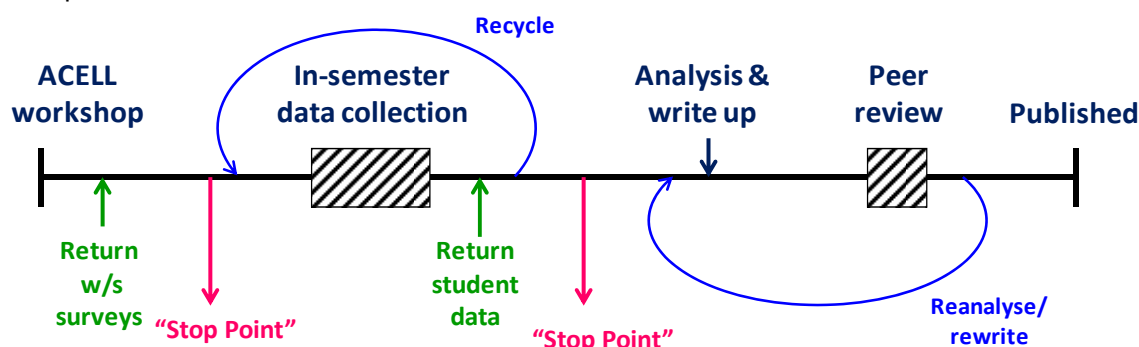 Recycle
ACELL
workshop
In-semester
data collection
Analysis &
write up
Peer
review
Published
Return
w/s
surveys
“Stop Point”
Return
student
data
“Stop Point”
Reanalyse/
rewrite